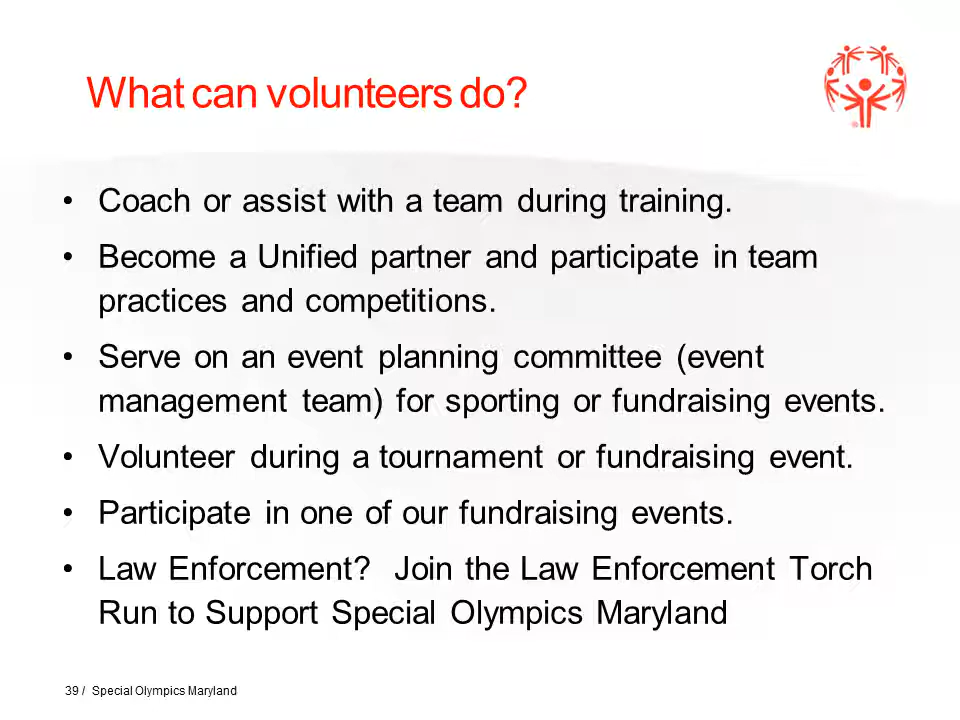 What can volunteers do?
• Coach or assist with a team during training.
• Become a Unified partner and participate in team
practices and competitions.
• Serve on an event planning committee (event
management team) for sporting or fundraising events.
• Volunteer during a tournament or fundraising event.
• Participate in one of our fundraising events.
• Law Enforcement?  Join the Law Enforcement Torch
Run to Support Special Olympics Maryland
39 / Special Olympics Maryland